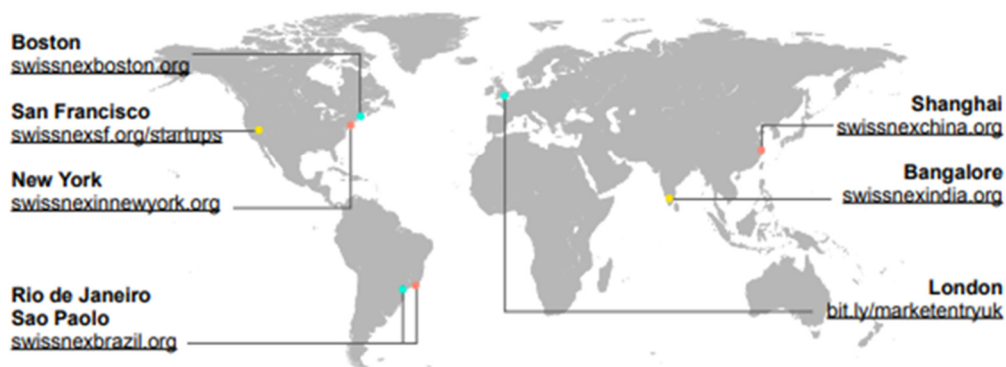 Boston
swissnexboston.org
San Francisco
swissnexsf.org/startups
New York
swissnexinnewyork.org
Rio de Janeiro
Sao Paolo
swissnexbrazil.org
Shanghai
swissnexchina.org
Bangalore
swissnexindia.org
London
bit.ly/marketentryuk